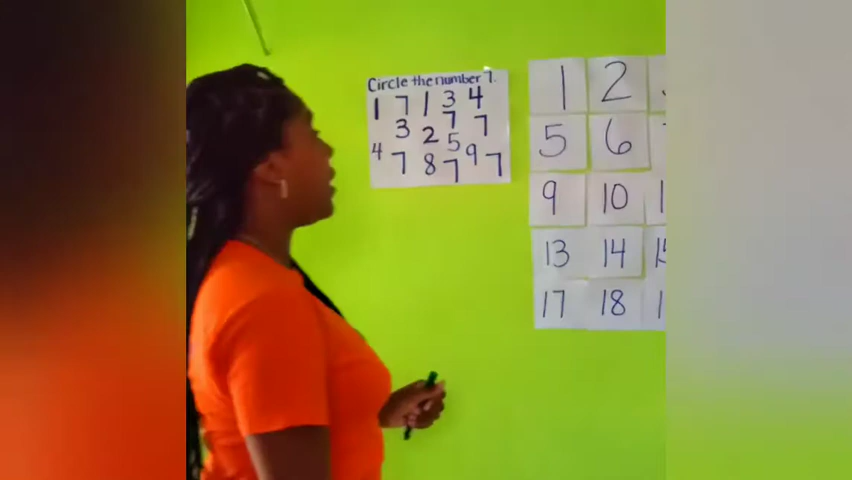 Circle the number 7.
1 7 1 3 4
3 7 7
4 2 5
7 8 7 9 7
1 2
5 6
9 10
13 14 15
17 18